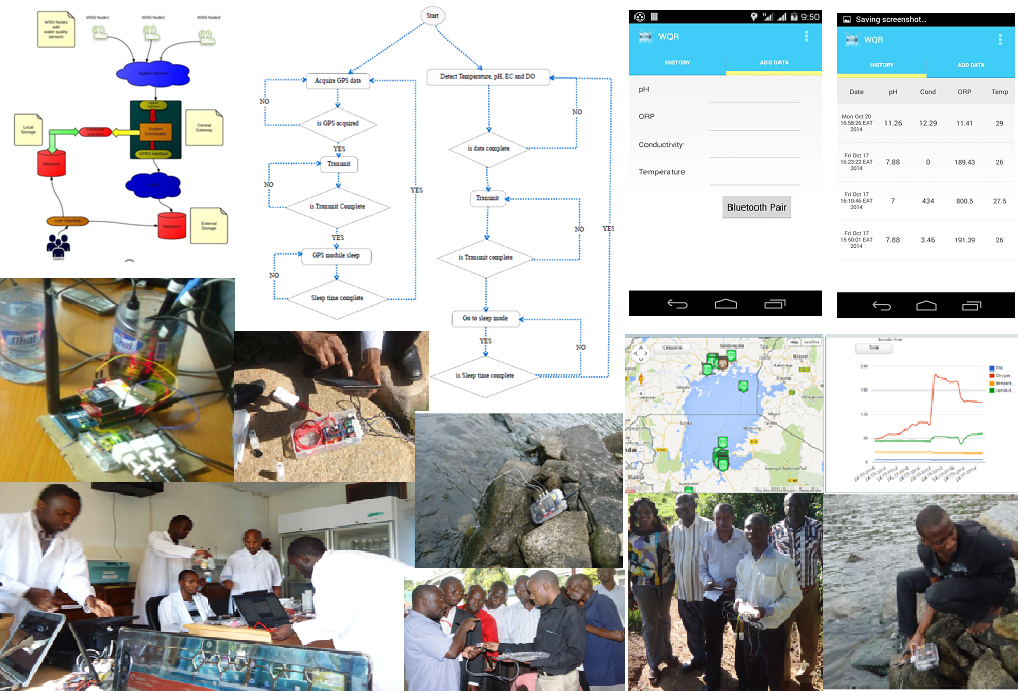 WSN Nodes
with
water quality
sensors
WSN Node1
WSN Node2
WSN Node3
Local
Storage
System
Coordinator
Central
Gateway
GPRS Interface
Database
User Interface
Database
External
Storage
Users
Start
Acquire GPS data
NO
is GPS acquired
YES
Transmit
NO
is Transmit Complete
YES
YES
GPS module sleep
NO
Sleep time complete
Detect Temperature, pH, EC and DO
NO
is data complete
Transmit
NO
YES
is Transmit complete
Go to sleep mode
YES
NO
is Sleep time complete
9:50
WQR
HISTORY
ADD DATA
pH
ORP
Conductivity
Temperature
Bluetooth Pair
Saving screenshot...
WQR
HISTORY
ADD DATA
Date pH Cond ORP Temp
Mon Oct 20
16:58:26 EAT
2014
11.26 12.29 11.41 29
Fri Oct 17
16:23:22 EAT
2014
7.88 0 189.43 26
Fri Oct 17
16:10:46 EAT
2014
7 434 800.5 27.5
Fri Oct 17
15:50:01 EAT
2014
7.88 3.46 191.39 26
Uhai
Uhai